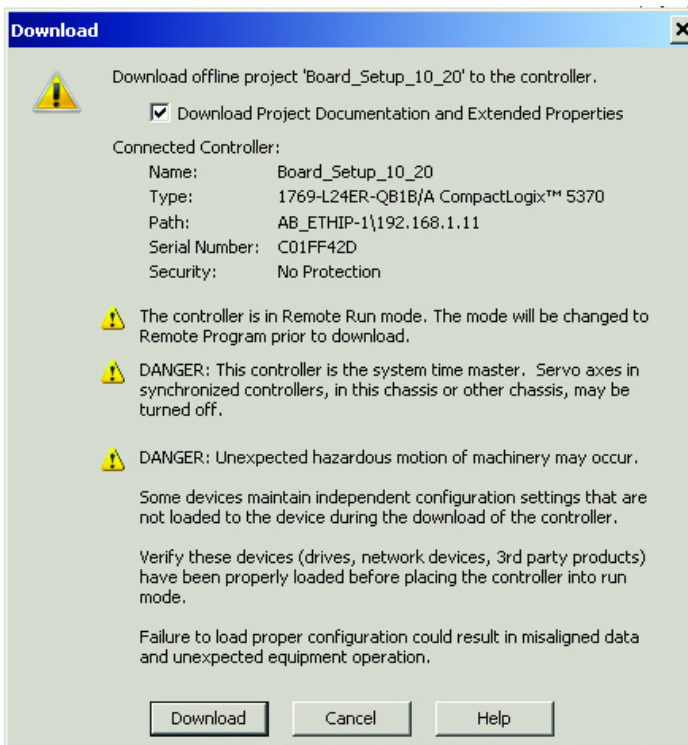 Download
Download offline project 'Board_Setup_10_20' to the controller.
Download Project Documentation and Extended Properties
Connected Controller:
Name: Board_Setup_10_20
Type: 1769-L24ER-QB1B/A CompactLogix™ 5370
Path: AB_ETHIP-1\192.168.1.11
Serial Number: C01FF42D
Security: No Protection
The controller is in Remote Run mode. The mode will be changed to
Remote Program prior to download.
DANGER: This controller is the system time master. Servo axes in
synchronized controllers, in this chassis or other chassis, may be
turned off.
DANGER: Unexpected hazardous motion of machinery may occur.
Some devices maintain independent configuration settings that are
not loaded to the device during the download of the controller.
Verify these devices (drives, network devices, 3rd party products)
have been properly loaded before placing the controller into run
mode.
Failure to load proper configuration could result in misaligned data
and unexpected equipment operation.
Download Cancel Help